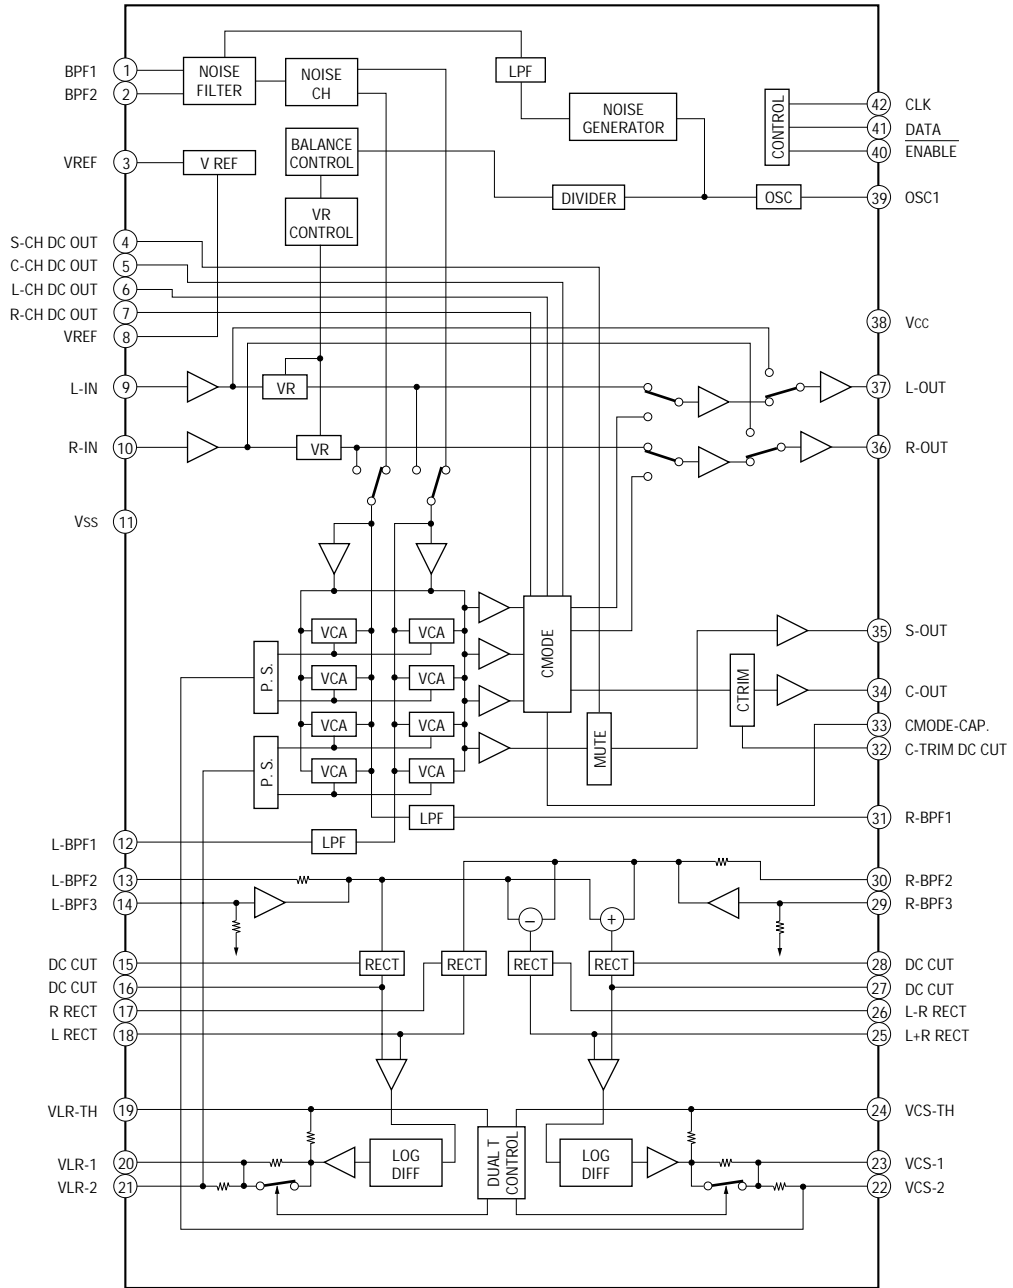 BPF1 1
BPF2 2
VREF 3
S-CH DC OUT 4
C-CH DC OUT 5
L-CH DC OUT 6
R-CH DC OUT 7
VREF 8
L-IN 9
R-IN 10
Vss 11
L-BPF1 12
L-BPF2 13
L-BPF3 14
DC CUT 15
DC CUT 16
R RECT 17
L RECT 18
VLR-TH 19
VLR-1 20
VLR-2 21
NOISE
FILTER
NOISE
CH
LPF
NOISE
GENERATOR
CONTROL
BALANCE
CONTROL
V REF
DIVIDER
OSC
VR
CONTROL
VR
VR
VCA
VCA
VCA
VCA
VCA
VCA
VCA
VCA
P. S.
P. S.
CMODE
MUTE
CTRIM
LPF
LPF
−
+
RECT
RECT
RECT
RECT
LOG
DIFF
DUAL T
CONTROL
LOG
DIFF
42 CLK
41 DATA
40 ENABLE
39 OSC1
38 Vcc
37 L-OUT
36 R-OUT
35 S-OUT
34 C-OUT
33 CMODE-CAP.
32 C-TRIM DC CUT
31 R-BPF1
30 R-BPF2
29 R-BPF3
28 DC CUT
27 DC CUT
26 L-R RECT
25 L+R RECT
24 VCS-TH
23 VCS-1
22 VCS-2